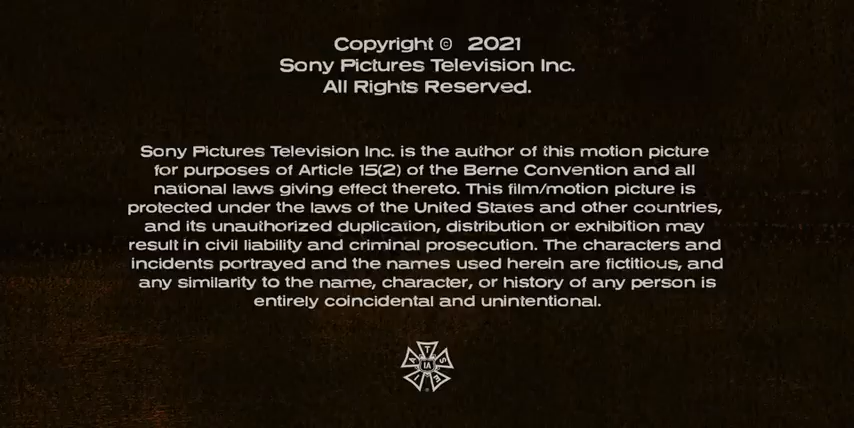 Copyright © 2021
Sony Pictures Television Inc.
All Rights Reserved.
Sony Pictures Television Inc. is the author of this motion picture
for purposes of Article 15(2) of the Berne Convention and all
national laws giving effect thereto. This film/motion picture is
protected under the laws of the United States and other countries,
and its unauthorized duplication, distribution or exhibition may
result in civil liability and criminal prosecution. The characters and
incidents portrayed and the names used herein are fictitious, and
any similarity to the name, character, or history of any person is
entirely coincidental and unintentional.
IATSE
IA